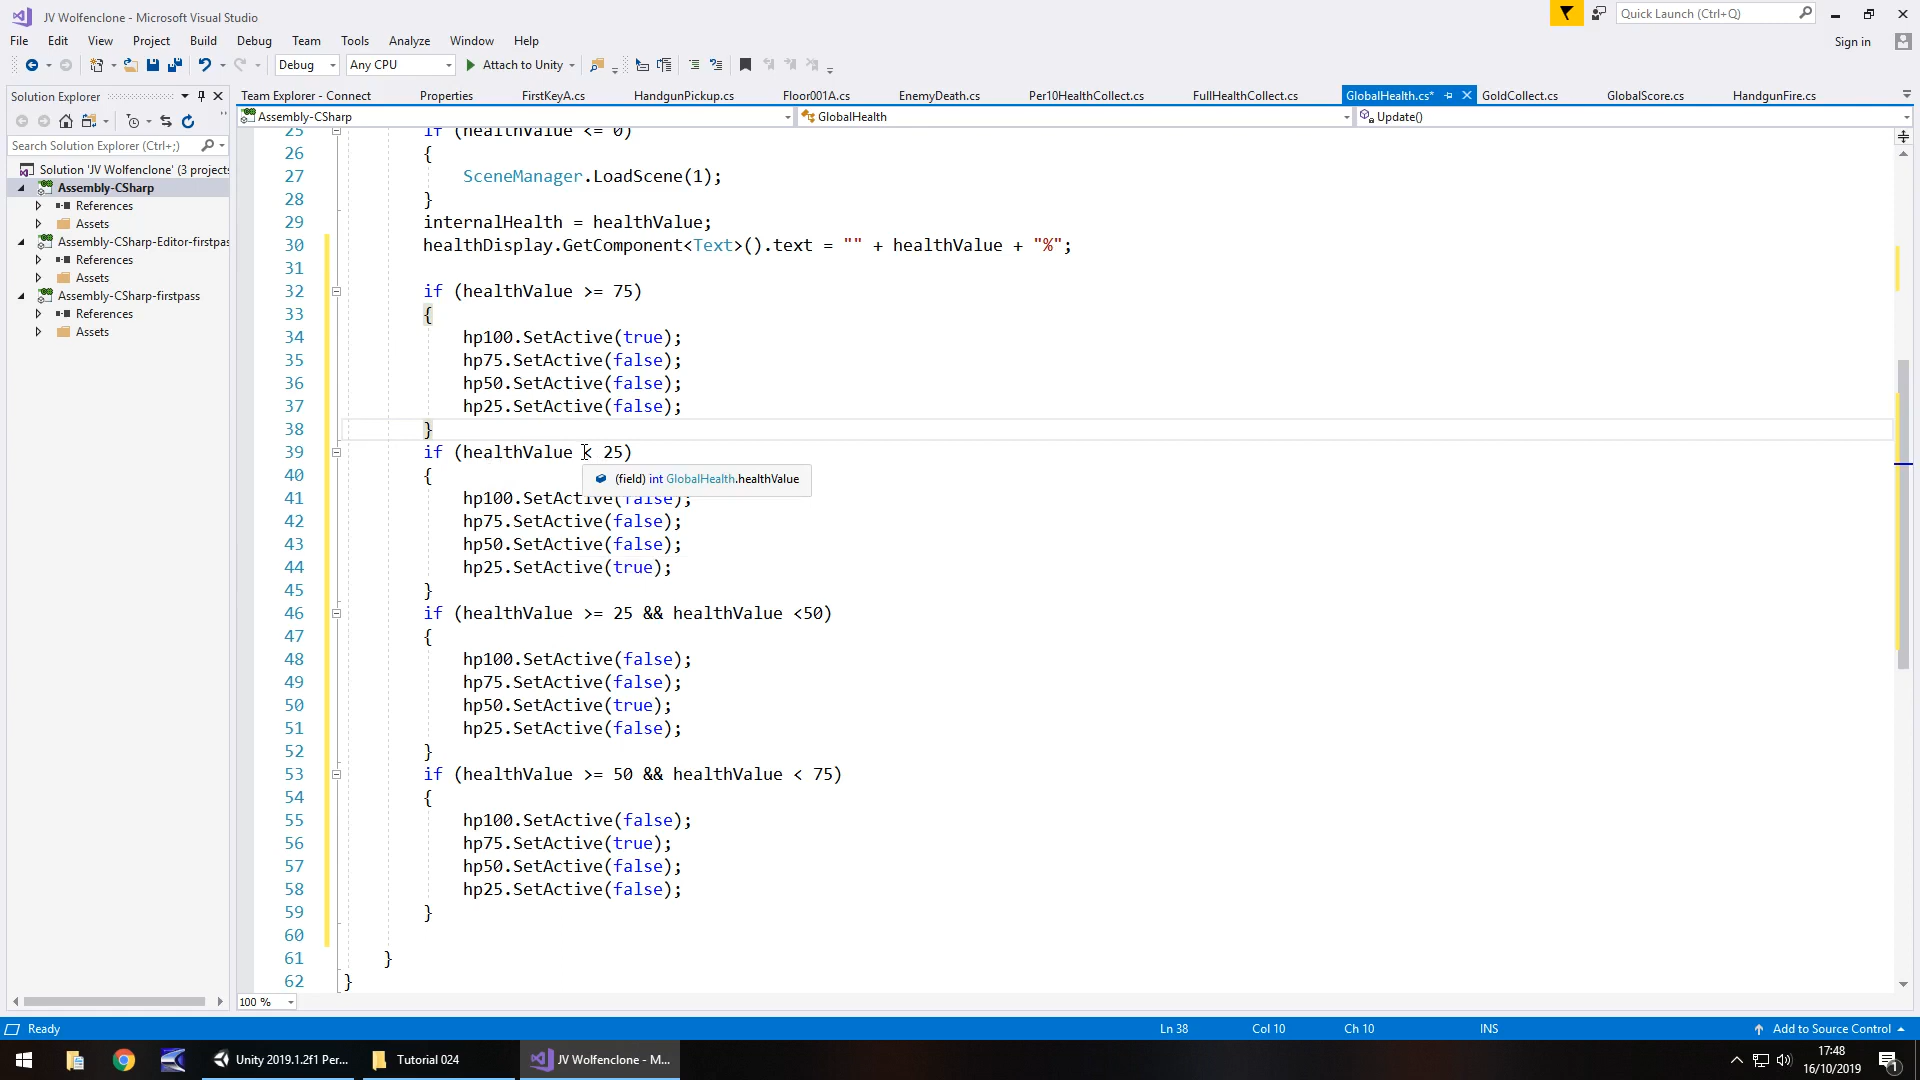 JV Wolfenclone - Microsoft Visual Studio
Quick Launch (Ctrl+Q)
File Edit View Project Build Debug Team Tools Analyze Window Help
Sign in
Debug Any CPU Attach to Unity
Solution Explorer
Team Explorer - Connect Properties FirstKeyA.cs HandgunPickup.cs Floor001A.cs EnemyDeath.cs Per10HealthCollect.cs FullHealthCollect.cs GlobalHealth.cs* GoldCollect.cs GlobalScore.cs HandgunFire.cs
Assembly-CSharp GlobalHealth Update()
Search Solution Explorer (Ctrl+;)
Solution 'JV Wolfenclone' (3 projects
Assembly-CSharp
References
Assets
Assembly-CSharp-Editor-firstpas
References
Assets
Assembly-CSharp-firstpass
References
Assets
25 if (healthValue <= 0)
26 {
27 SceneManager.LoadScene(1);
28 }
29 internalHealth = healthValue;
30 healthDisplay.GetComponent<Text>().text = "" + healthValue + "%";
31
32 if (healthValue >= 75)
33 {
34 hp100.SetActive(true);
35 hp75.SetActive(false);
36 hp50.SetActive(false);
37 hp25.SetActive(false);
38 }
39 if (healthValue < 25)
40 {
(field) int GlobalHealth.healthValue
41 hp100.SetActive(false);
42 hp75.SetActive(false);
43 hp50.SetActive(false);
44 hp25.SetActive(true);
45 }
46 if (healthValue >= 25 && healthValue <50)
47 {
48 hp100.SetActive(false);
49 hp75.SetActive(false);
50 hp50.SetActive(true);
51 hp25.SetActive(false);
52 }
53 if (healthValue >= 50 && healthValue < 75)
54 {
55 hp100.SetActive(false);
56 hp75.SetActive(true);
57 hp50.SetActive(false);
58 hp25.SetActive(false);
59 }
60
61 }
62 }
100 %
Ready Ln 38 Col 10 Ch 10 INS Add to Source Control
Unity 2019.1.2f1 Per... Tutorial 024 JV Wolfenclone - M...
17:48
16/10/2019
1